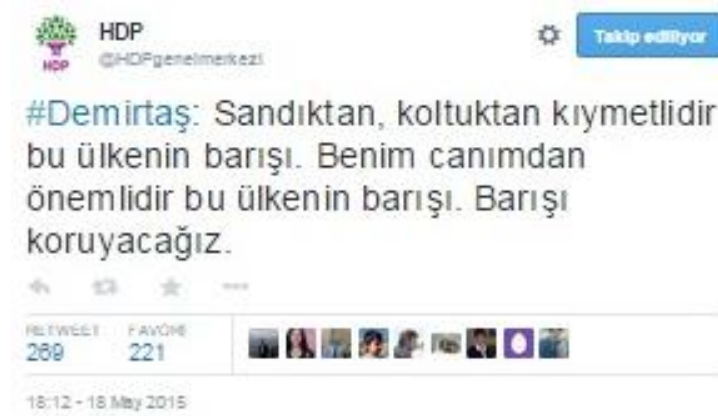 HDP
@HDPgenelmerkezi
Takip ediliyor
HDP
#Demirtaş: Sandıktan, koltuktan kıymetlidir
bu ülkenin barışı. Benim canımdan
önemlidir bu ülkenin barışı. Barışı
koruyacağız.
RETWEET FAVORİ
269 221
18:12 - 18 May 2015